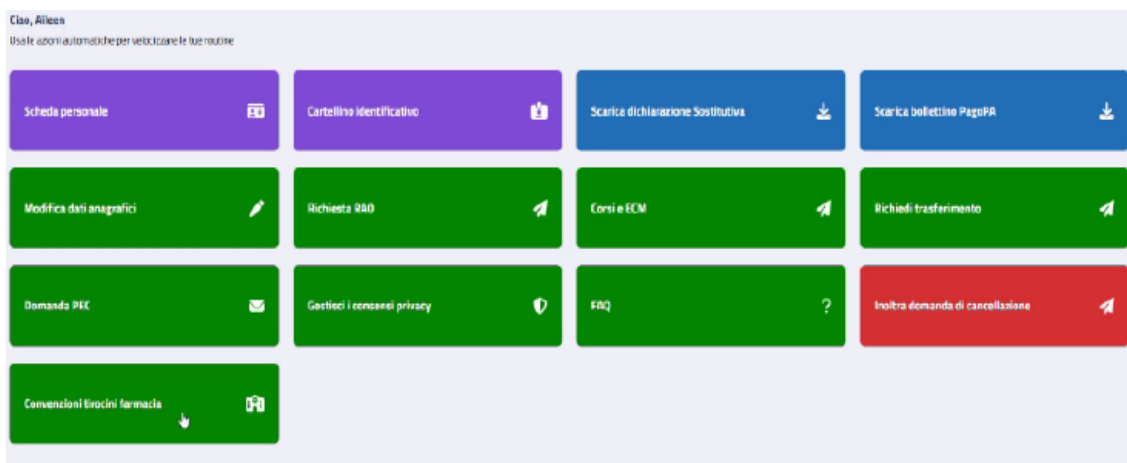 Ciao, Aileen
Usa le azioni automatiche per velocizzare le tue routine
Scheda personale
Cartellino identificativo
Scarica dichiarazione Sostitutiva
Scarica bollettino PagoPA
Modifica dati anagrafici
Richiesta RAO
Corsi e ECM
Richiedi trasferimento
Domanda PEC
Gestisci i consensi privacy
FAQ
?
Inoltra domanda di cancellazione
Convenzioni tirocini farmacia